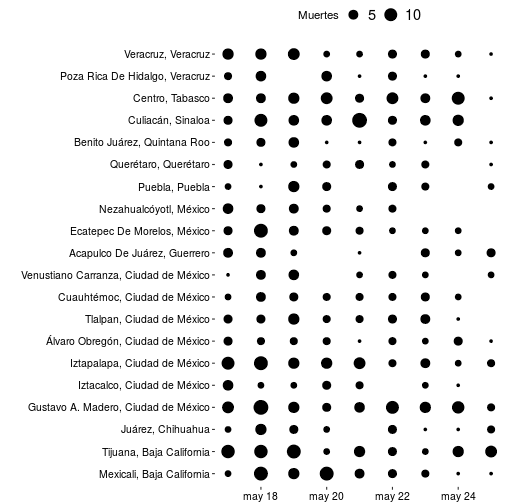 Muertes 5 10
Veracruz, Veracruz
Poza Rica De Hidalgo, Veracruz
Centro, Tabasco
Culiacán, Sinaloa
Benito Juárez, Quintana Roo
Querétaro, Querétaro
Puebla, Puebla
Nezahualcóyotl, México
Ecatepec De Morelos, México
Acapulco De Juárez, Guerrero
Venustiano Carranza, Ciudad de México
Cuauhtémoc, Ciudad de México
Tlalpan, Ciudad de México
Álvaro Obregón, Ciudad de México
Iztapalapa, Ciudad de México
Iztacalco, Ciudad de México
Gustavo A. Madero, Ciudad de México
Juárez, Chihuahua
Tijuana, Baja California
Mexicali, Baja California
may 18 may 20 may 22 may 24